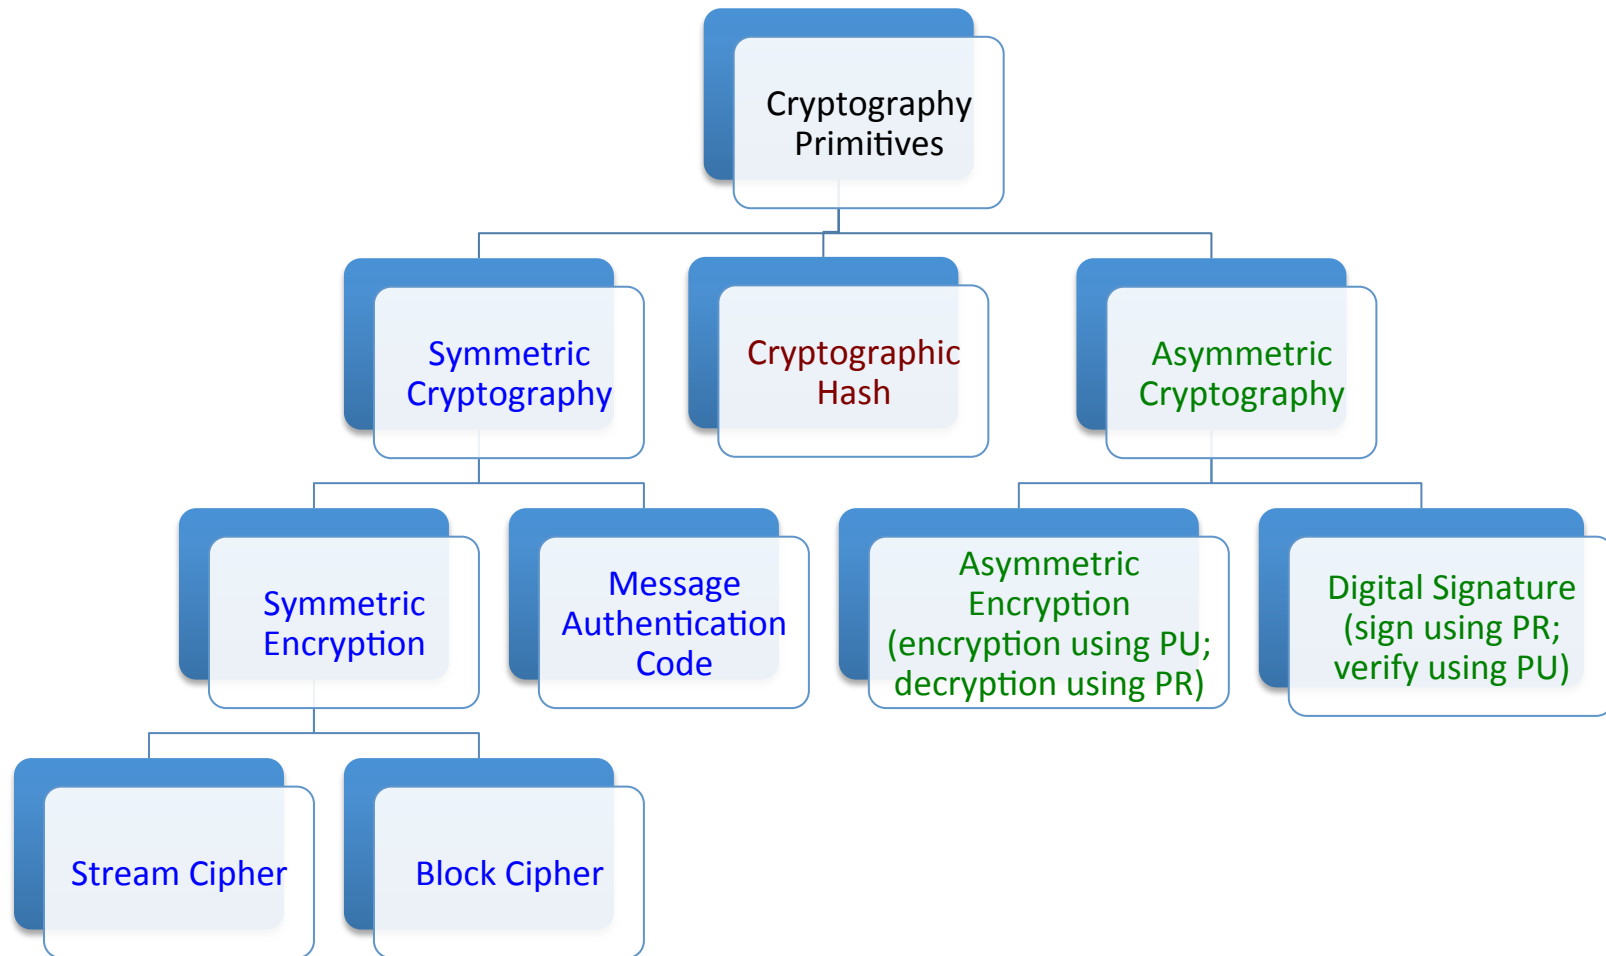 Cryptography
Primitives
Symmetric
Cryptography
Cryptographic
Hash
Asymmetric
Cryptography
Symmetric
Encryption
Message
Authentication
Code
Asymmetric
Encryption
(encryption using PU;
decryption using PR)
Digital Signature
(sign using PR;
verify using PU)
Stream Cipher
Block Cipher